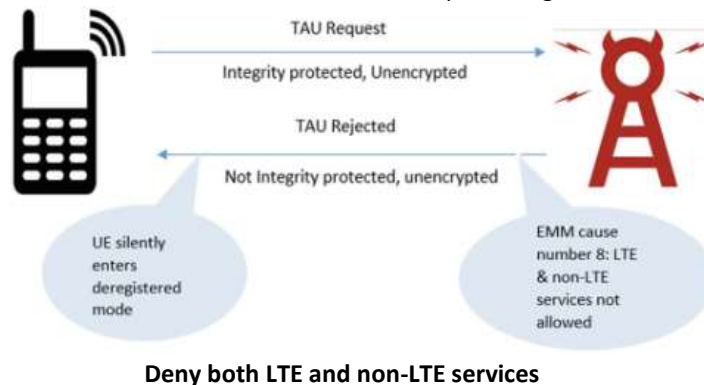 TAU Request
Integrity protected, Unencrypted
TAU Rejected
Not Integrity protected, unencrypted
UE silently
enters
deregistered
mode
EMM cause
number 8: LTE
& non-LTE
services not
allowed
Deny both LTE and non-LTE services